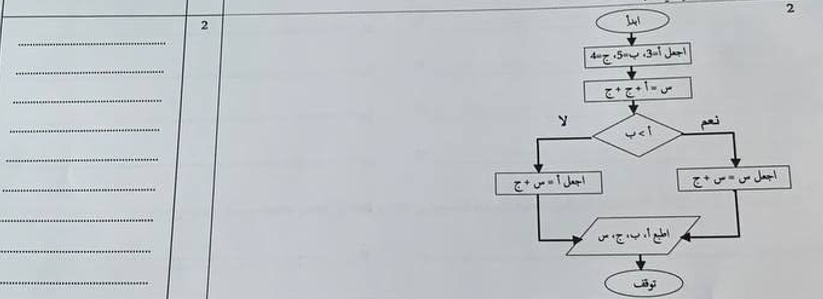 2
2
ابدأ
اجعل أ=3، ب=5، ج=4
س = أ + ج + ج
أ > ب
نعم
لا
اجعل س = س + ج
اجعل أ = س + ج
اطبع أ، ب، ج، س
توقف